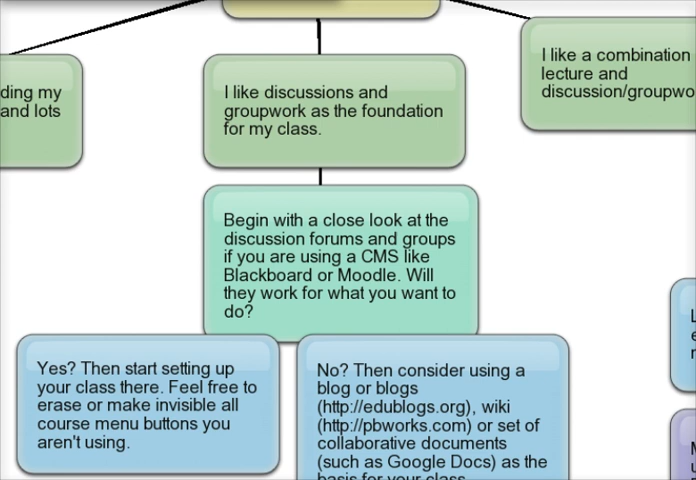 I like a combination
lecture and
discussion/groupwo
ding my
and lots
I like discussions and
groupwork as the foundation
for my class.
Begin with a close look at the
discussion forums and groups
if you are using a CMS like
Blackboard or Moodle. Will
they work for what you want to
do?
Yes? Then start setting up
your class there. Feel free to
erase or make invisible all
course menu buttons you
aren't using.
No? Then consider using a
blog or blogs
(http://edublogs.org), wiki
(http://pbworks.com) or set of
collaborative documents
(such as Google Docs) as the
basis for your class